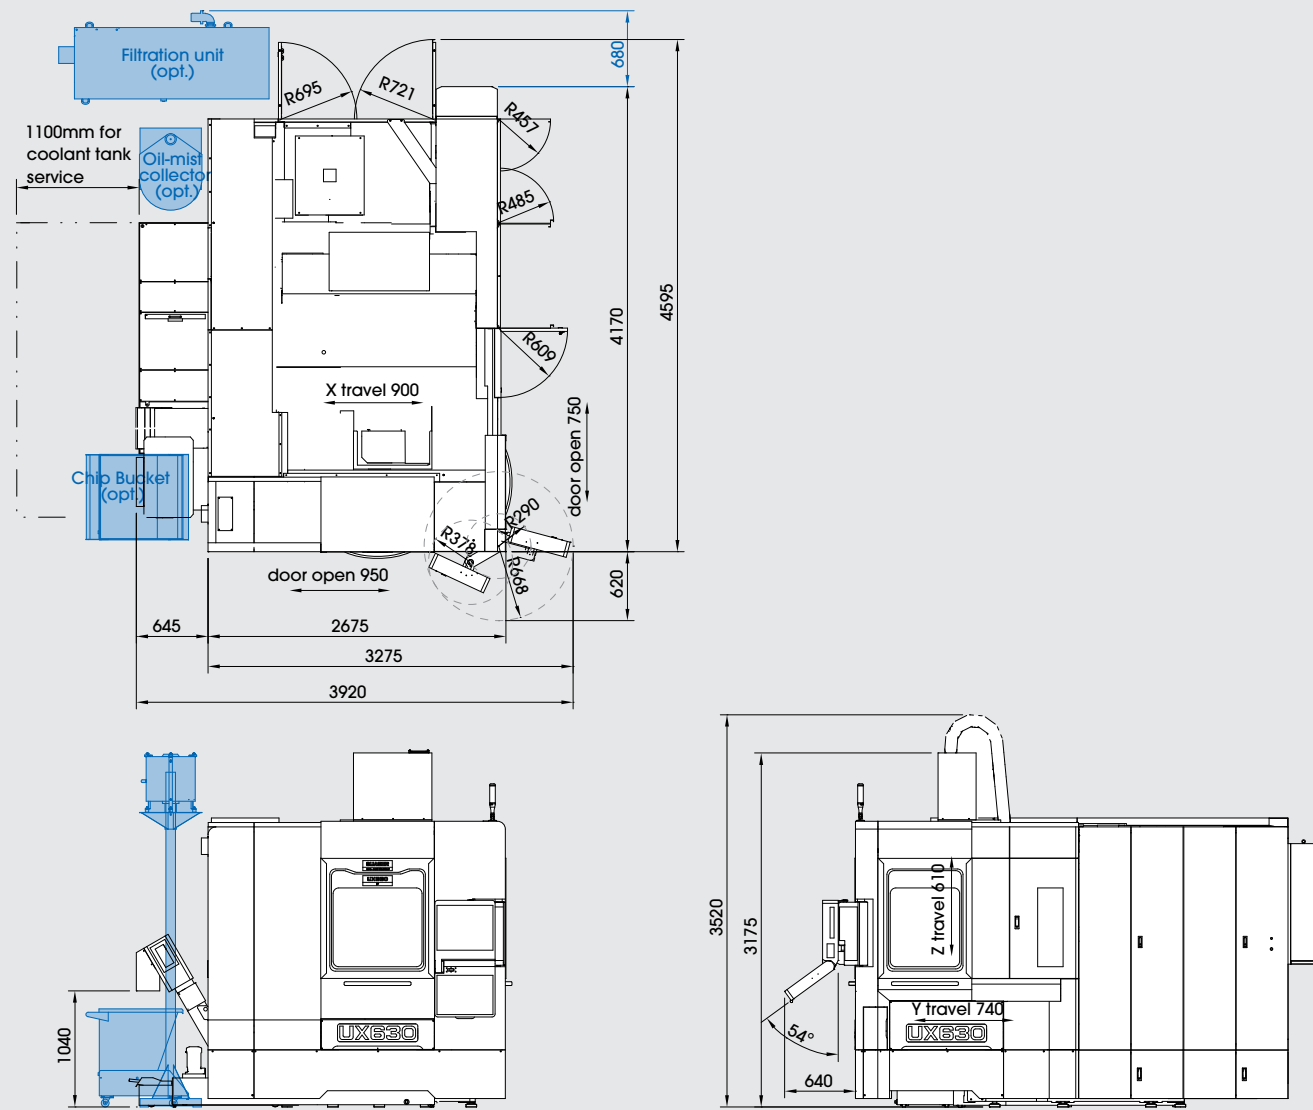 Filtration unit
(opt.)
680
R695
R721
R457
1100mm for
coolant tank
service
Oil-mist
collector
(opt.)
R485
4595
4170
R609
X travel 900
door open 750
Chip Bucket
(opt.)
R290
R378
R668
door open 950
620
645
2675
3275
3920
UX630
1040
UX630
3520
3175
Z travel 610
Y travel 740
UX630
54°
640